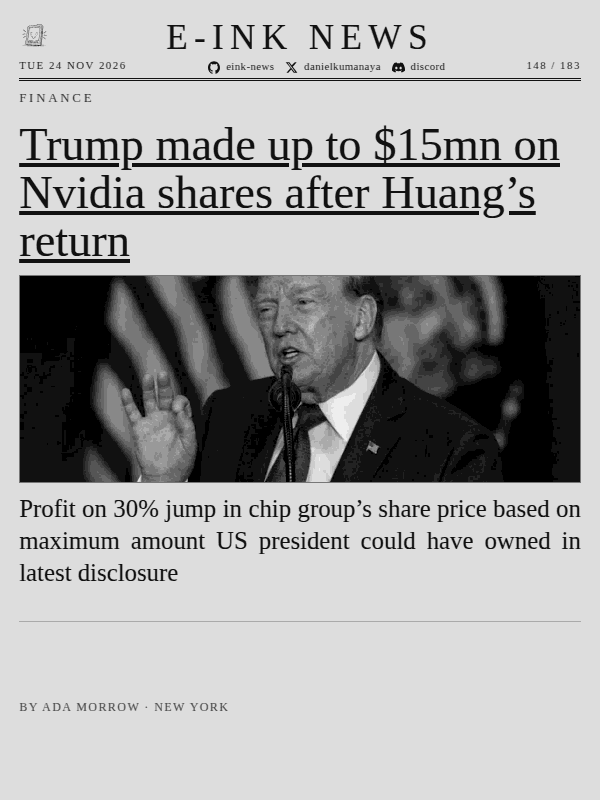 E-INK NEWS
TUE 24 NOV 2026
eink-news danielkumanaya discord
148 / 183
FINANCE
Trump made up to $15mn on
Nvidia shares after Huang’s
return
Profit on 30% jump in chip group’s share price based on
maximum amount US president could have owned in
latest disclosure
BY ADA MORROW · NEW YORK